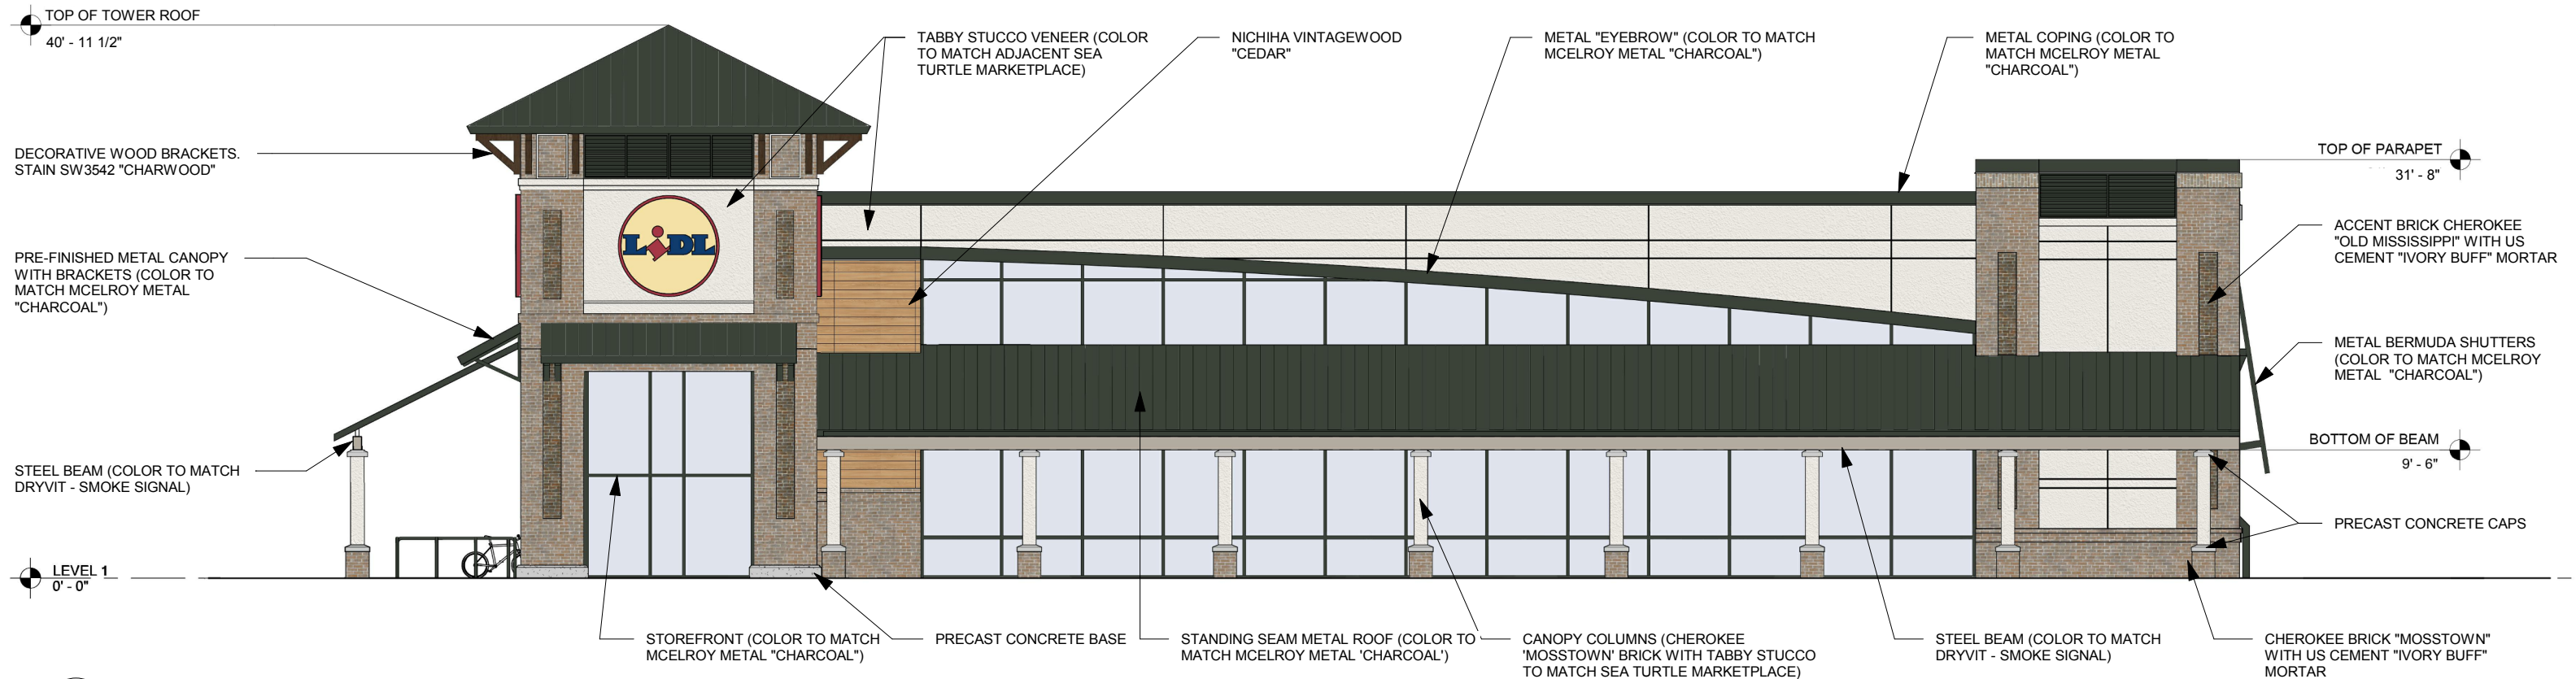 TOP OF TOWER ROOF
40' - 11 1/2"
DECORATIVE WOOD BRACKETS.
STAIN SW3542 "CHARWOOD"
PRE-FINISHED METAL CANOPY
WITH BRACKETS (COLOR TO
MATCH MCELROY METAL
"CHARCOAL")
STEEL BEAM (COLOR TO MATCH
DRYVIT - SMOKE SIGNAL)
LEVEL 1
0' - 0"
LIDL
TABBY STUCCO VENEER (COLOR
TO MATCH ADJACENT SEA
TURTLE MARKETPLACE)
NICHIHA VINTAGEWOOD
"CEDAR"
METAL "EYEBROW" (COLOR TO MATCH
MCELROY METAL "CHARCOAL")
METAL COPING (COLOR TO
MATCH MCELROY METAL
"CHARCOAL")
TOP OF PARAPET
31' - 8"
ACCENT BRICK CHEROKEE
"OLD MISSISSIPPI" WITH US
CEMENT "IVORY BUFF" MORTAR
METAL BERMUDA SHUTTERS
(COLOR TO MATCH MCELROY
METAL "CHARCOAL")
BOTTOM OF BEAM
9' - 6"
PRECAST CONCRETE CAPS
STOREFRONT (COLOR TO MATCH
MCELROY METAL "CHARCOAL")
PRECAST CONCRETE BASE
STANDING SEAM METAL ROOF (COLOR TO
MATCH MCELROY METAL 'CHARCOAL')
CANOPY COLUMNS (CHEROKEE
'MOSSTOWN' BRICK WITH TABBY STUCCO
TO MATCH SEA TURTLE MARKETPLACE)
STEEL BEAM (COLOR TO MATCH
DRYVIT - SMOKE SIGNAL)
CHEROKEE BRICK "MOSSTOWN"
WITH US CEMENT "IVORY BUFF"
MORTAR